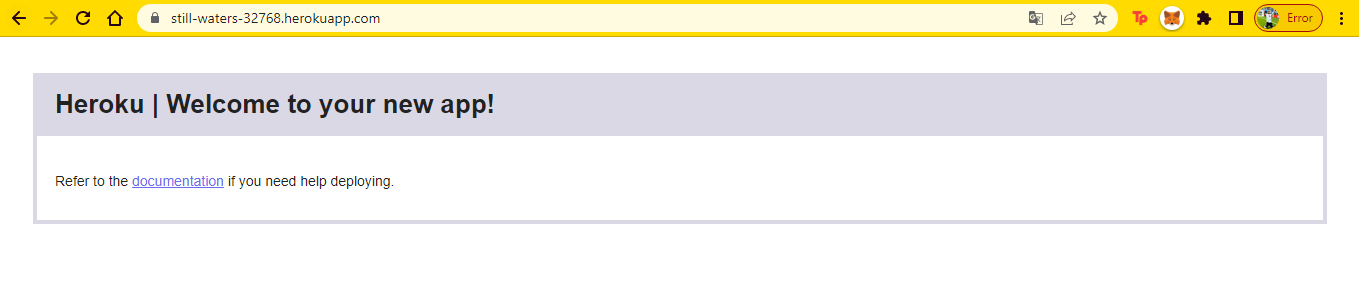 still-waters-32768.herokuapp.com
Tp
Error
Heroku | Welcome to your new app!
Refer to the documentation if you need help deploying.